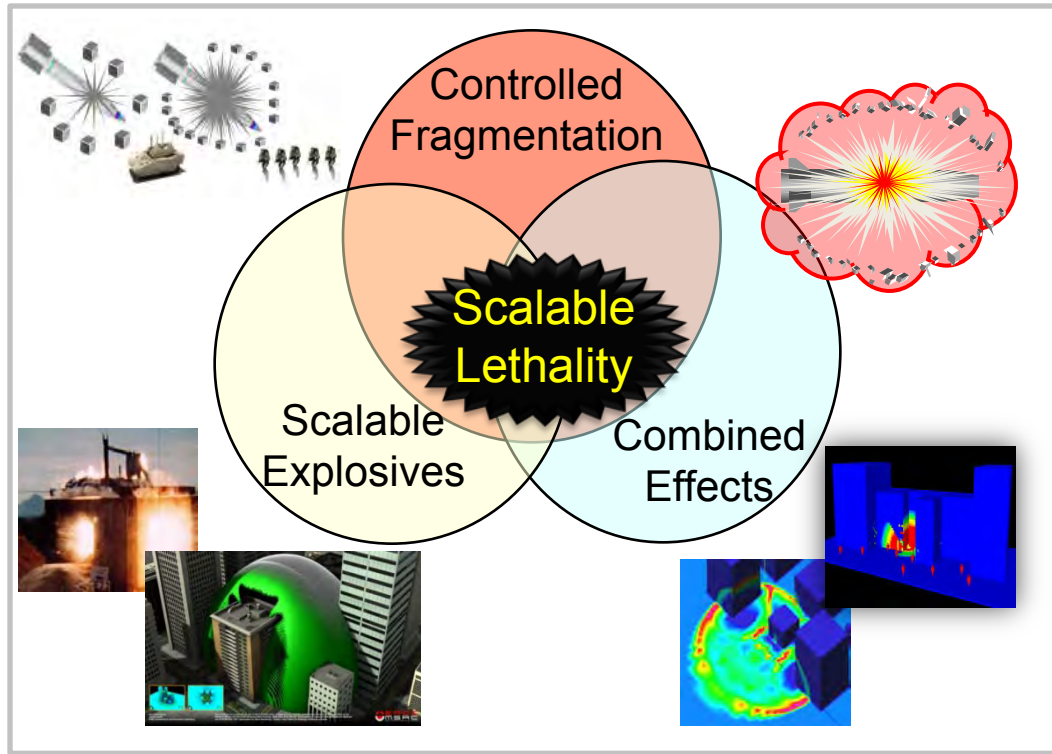 Controlled
Fragmentation
Scalable
Lethality
Scalable
Explosives
Combined
Effects